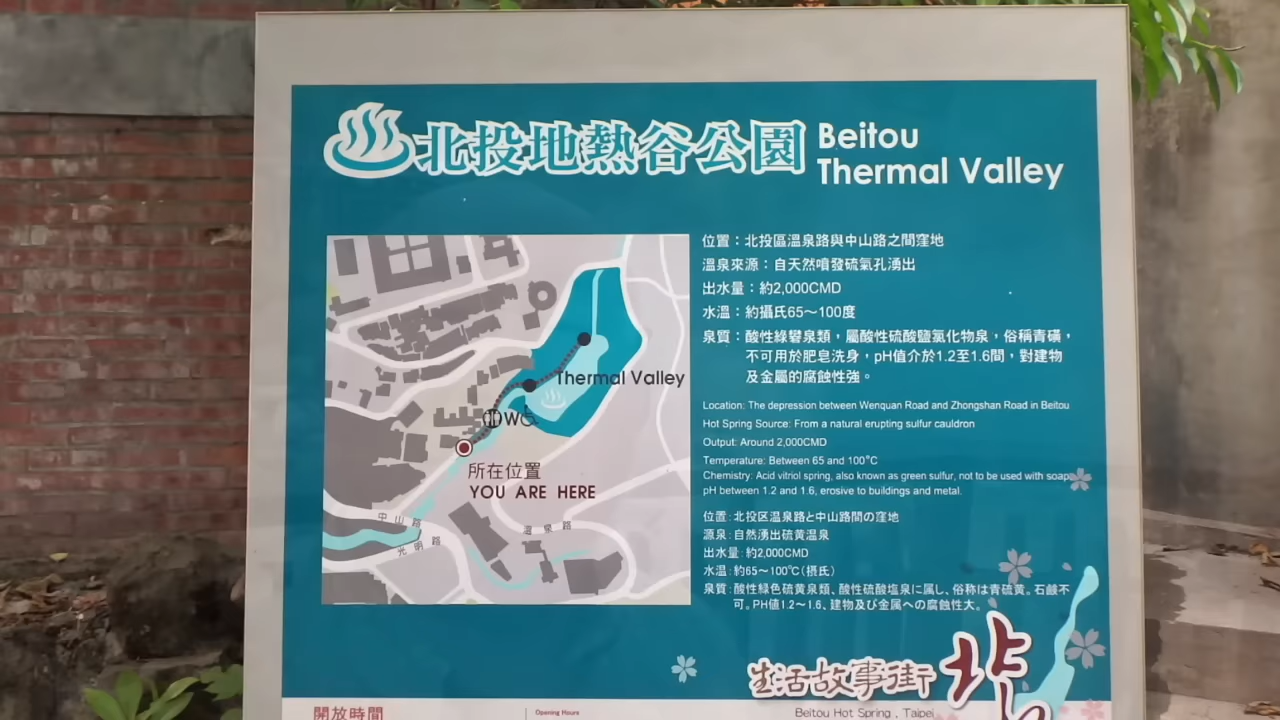 北投地熱谷公園
Beitou
Thermal Valley
位置：北投區溫泉路與中山路之間窪地
溫泉來源：自天然噴發硫氣孔湧出
出水量：約2,000CMD
水溫：約攝氏65～100度
泉質：酸性綠礬泉類，屬酸性硫酸鹽氯化物泉，俗稱青磺，
不可用於肥皂洗身，pH值介於1.2至1.6間，對建物
及金屬的腐蝕性強。
Location: The depression between Wenquan Road and Zhongshan Road in Beitou
Hot Spring Source: From a natural erupting sulfur cauldron
Output: Around 2,000CMD
Temperature: Between 65 and 100°C
Chemistry: Acid vitriol spring, also known as green sulfur, not to be used with soap,
pH between 1.2 and 1.6, erosive to buildings and metal.
位置：北投区温泉路と中山路間の窪地
源泉：自然湧出硫黄温泉
出水量：約2,000CMD
水温：約65～100℃（摂氏）
泉質：酸性緑色硫黄泉類、酸性硫酸塩泉に属し、俗称は青硫黄。石鹸不
可。PH値1.2～1.6、建物及び金属への腐蝕性大。
Thermal Valley
W
所在位置
YOU ARE HERE
中山路
光明路
溫泉路
生活故事街
北
開放時間
Opening Hours
Beitou Hot Spring , Taipei